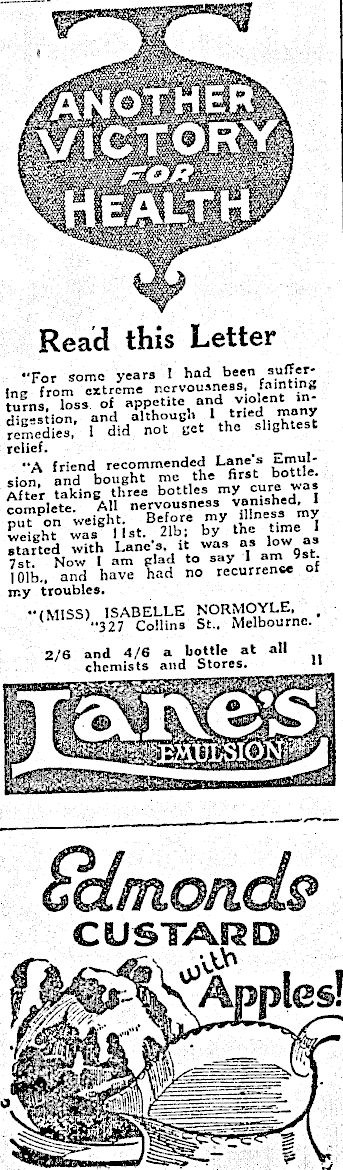 ANOTHER
VICTORY
FOR
HEALTH
Read this Letter
"For some years I had been suffer-
ing from extreme nervousness, fainting
turns, loss of appetite and violent in-
digestion, and although I tried many
remedies, I did not get the slightest
relief.
"A friend recommended Lane's Emul-
sion, and bought me the first bottle.
After taking three bottles my cure was
complete. All nervousness vanished, I
put on weight. Before my illness my
weight was 11st. 2lb; by the time I
started with Lane's, it was as low as
7st. Now I am glad to say I am 9st.
10lb., and have had no recurrence of
my troubles.
"(MISS) ISABELLE NORMOYLE,
"327 Collins St., Melbourne.
2/6 and 4/6 a bottle at all
chemists and Stores. 11
Lane's
EMULSION
Edmonds
CUSTARD
with
Apples!